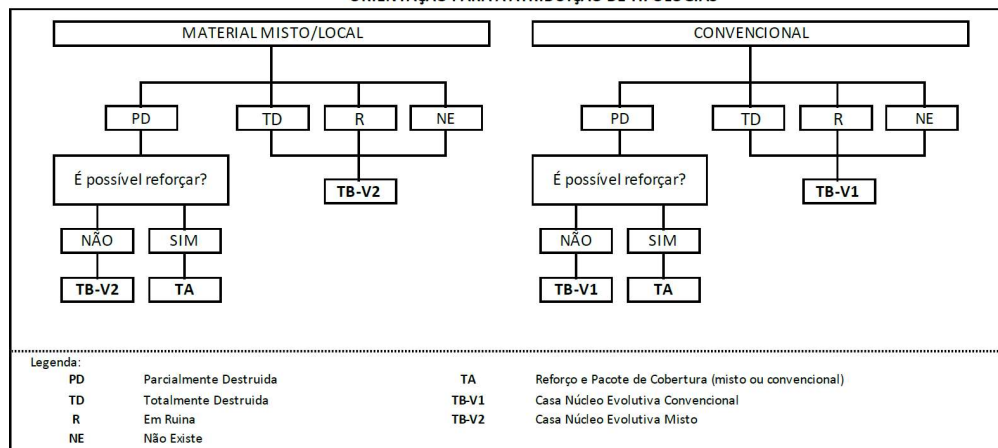 MATERIAL MISTO/LOCAL
CONVENCIONAL
PD
TD
R
NE
PD
TD
R
NE
É possível reforçar?
TB-V2
É possível reforçar?
TB-V1
NÃO
SIM
NÃO
SIM
TB-V2
TA
TB-V1
TA
Legenda:
PD Parcialmente Destruida TA Reforço e Pacote de Cobertura (misto ou convencional)
TD Totalmente Destruida TB-V1 Casa Núcleo Evolutiva Convencional
R Em Ruina TB-V2 Casa Núcleo Evolutiva Misto
NE Não Existe